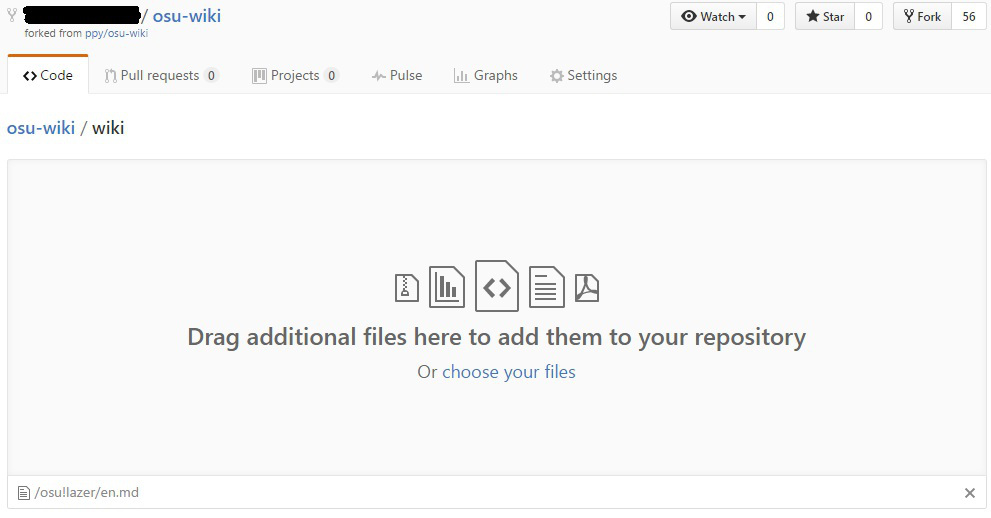 / osu-wiki
forked from ppy/osu-wiki
Watch 0 Star 0 Fork 56
Code Pull requests 0 Projects 0 Pulse Graphs Settings
osu-wiki / wiki
Drag additional files here to add them to your repository
Or choose your files
/osu!lazer/en.md